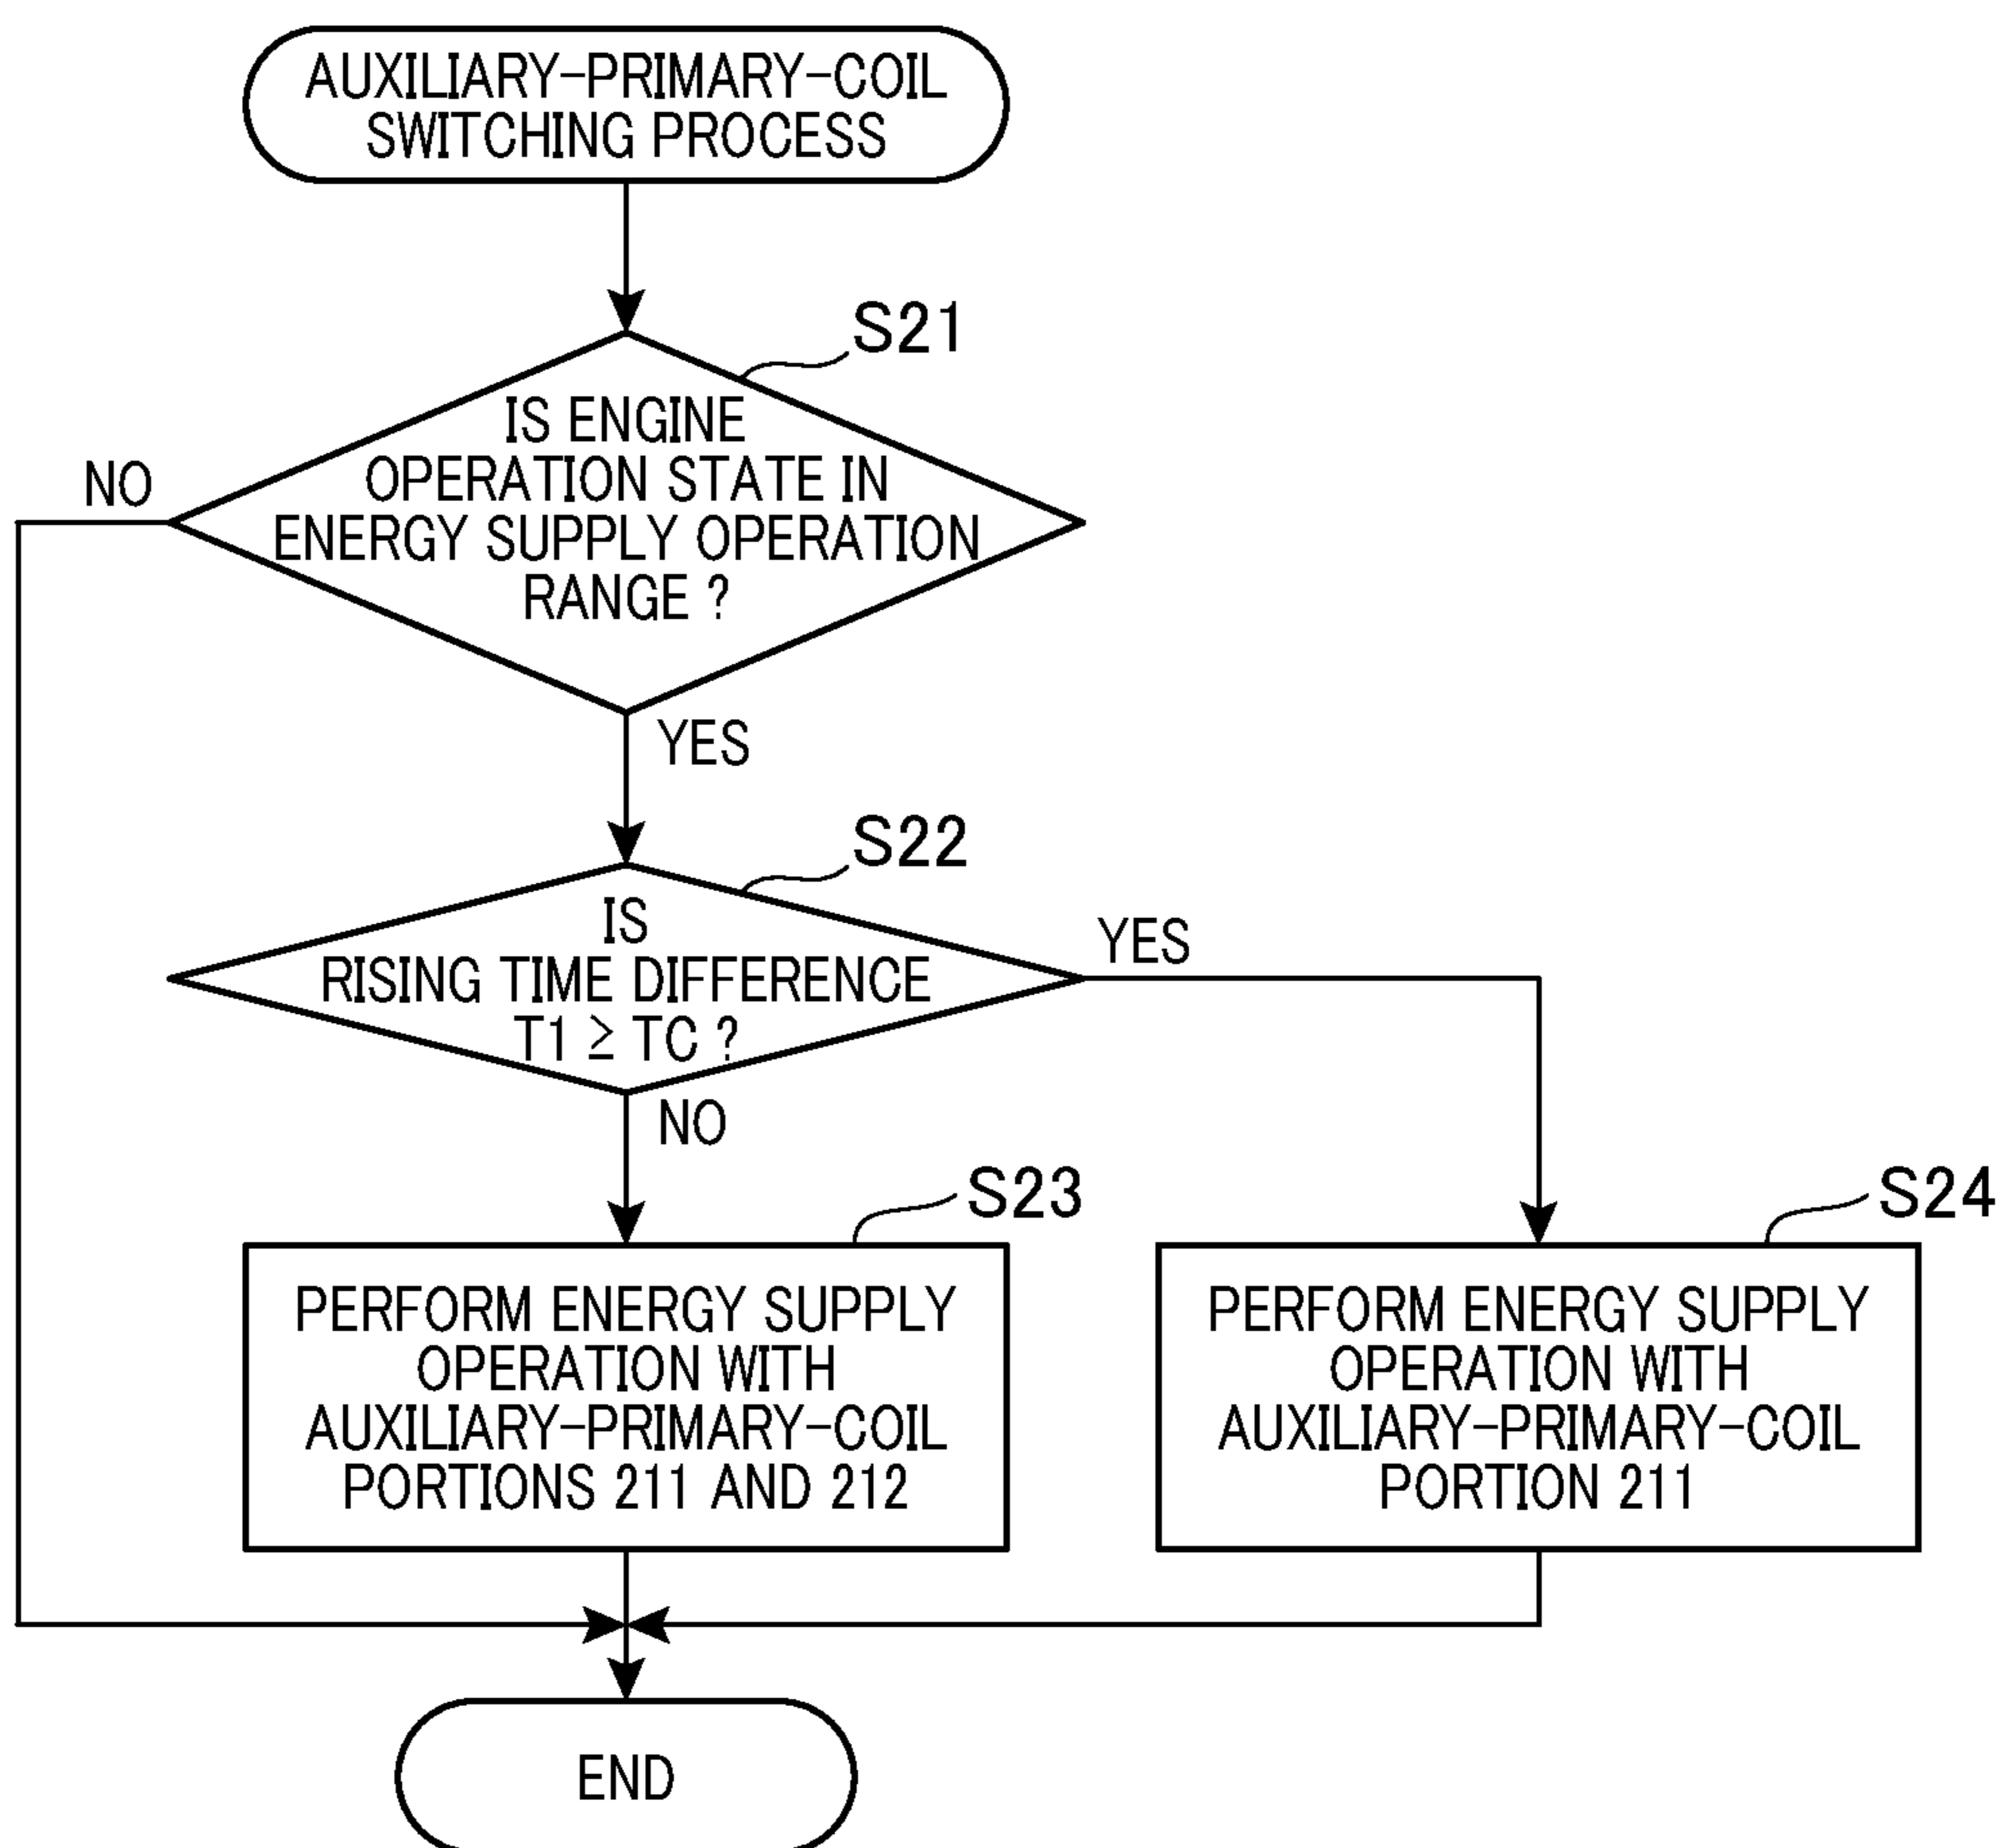 AUXILIARY-PRIMARY-COIL
SWITCHING PROCESS
S21
IS ENGINE
OPERATION STATE IN
ENERGY SUPPLY OPERATION
RANGE ?
NO
YES
S22
IS
RISING TIME DIFFERENCE
T1 ≥ TC ?
YES
NO
S23
PERFORM ENERGY SUPPLY
OPERATION WITH
AUXILIARY-PRIMARY-COIL
PORTIONS 211 AND 212
S24
PERFORM ENERGY SUPPLY
OPERATION WITH
AUXILIARY-PRIMARY-COIL
PORTION 211
END